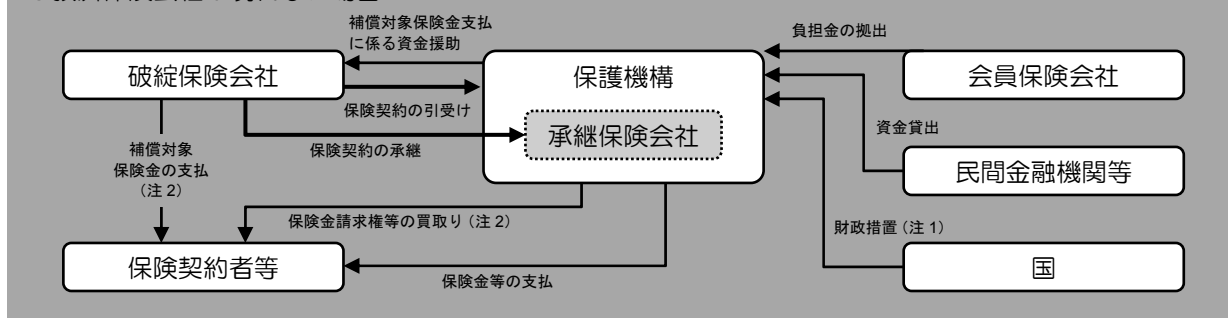 補償対象保険金支払
に係る資金援助
負担金の拠出
破綻保険会社
保護機構
会員保険会社
保険契約の引受け
資金貸出
承継保険会社
保険契約の承継
補償対象
保険金の支払
(注2)
民間金融機関等
保険金請求権等の買取り(注2)
財政措置(注1)
保険契約者等
国
保険金等の支払